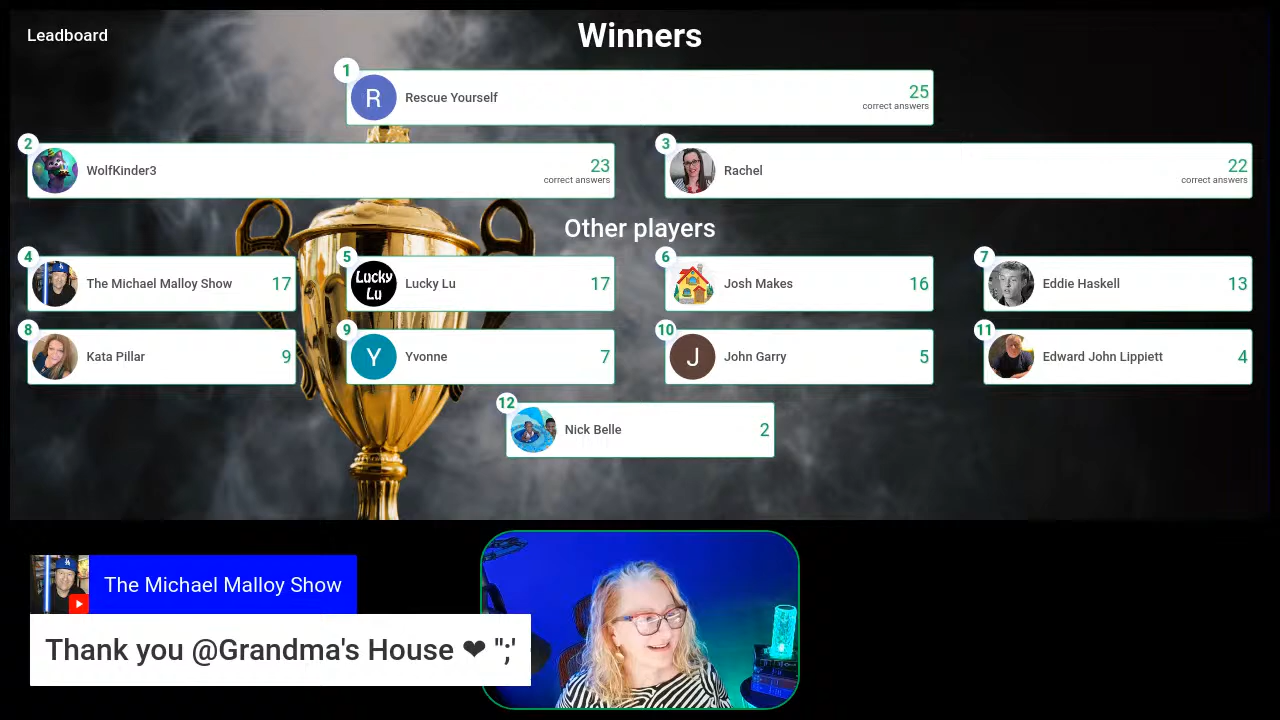 Leadboard
Winners
1
R
Rescue Yourself
25
correct answers
2
WolfKinder3
23
correct answers
3
Rachel
22
correct answers
Other players
4
The Michael Malloy Show
17
5
Lucky
Lu
Lucky Lu
17
6
Josh Makes
16
7
Eddie Haskell
13
8
Kata Pillar
9
9
Y
Yvonne
7
10
J
John Garry
5
11
Edward John Lippiett
4
12
Nick Belle
2
The Michael Malloy Show
Thank you @Grandma's House ❤ ";'